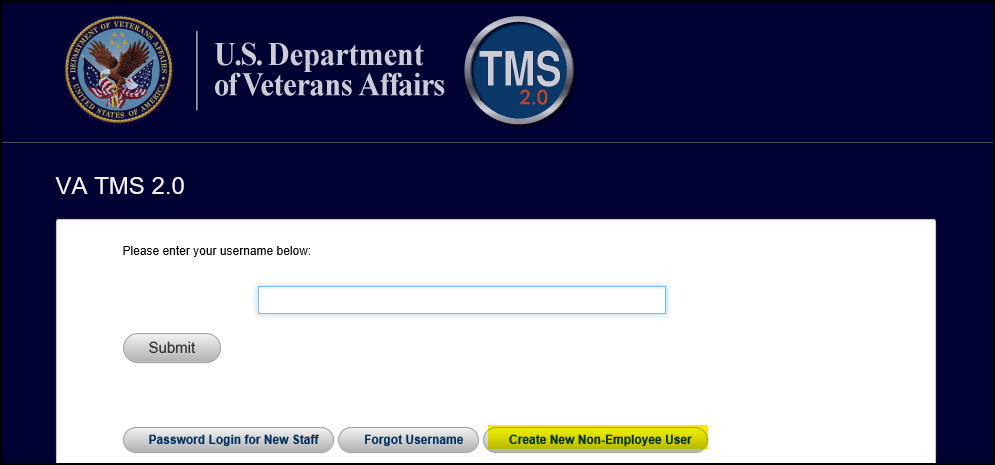 DEPARTMENT OF VETERANS AFFAIRS
UNITED STATES OF AMERICA
U.S. Department
of Veterans Affairs
TMS
2.0
VA TMS 2.0
Please enter your username below:
Submit
Password Login for New Staff Forgot Username Create New Non-Employee User